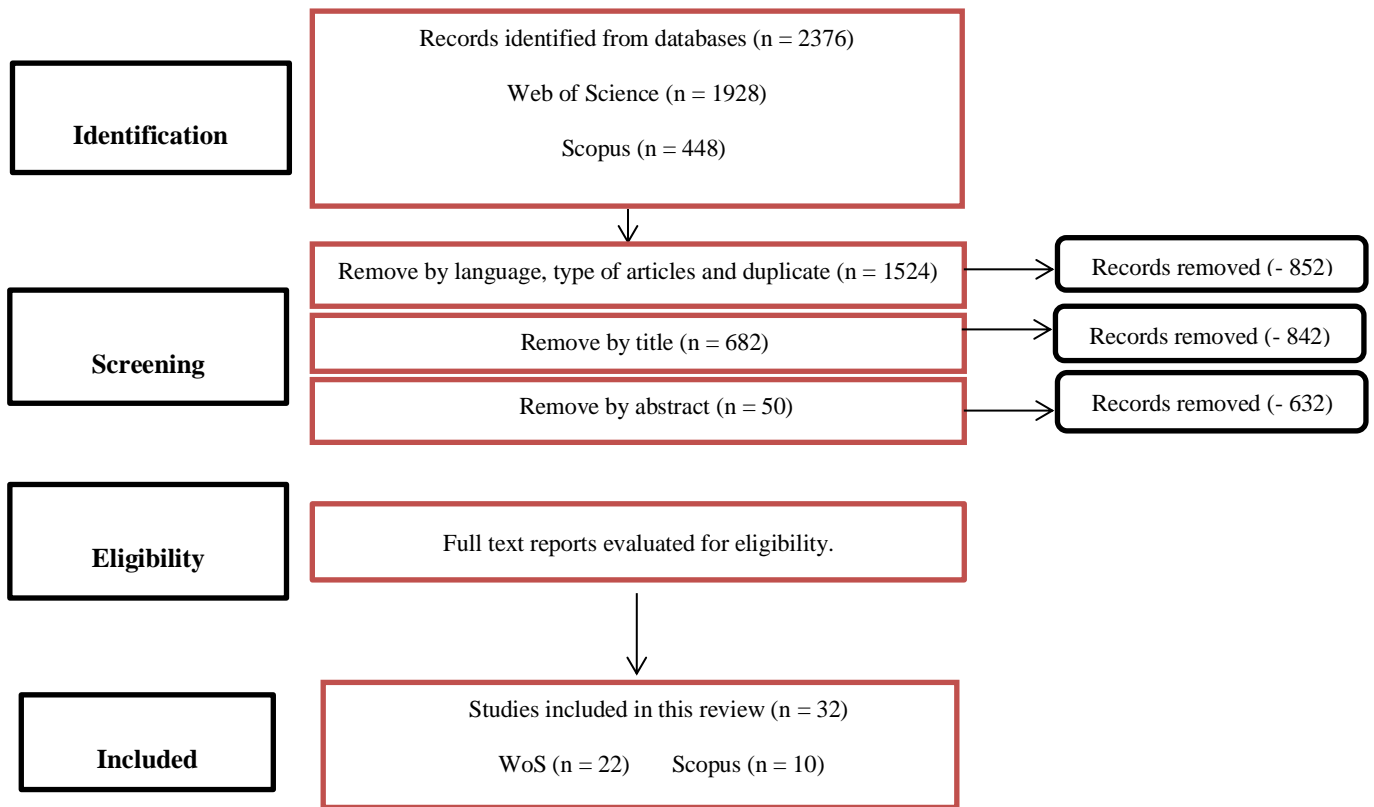 Identification
Records identified from databases (n = 2376)
Web of Science (n = 1928)
Scopus (n = 448)
Screening
Remove by language, type of articles and duplicate (n = 1524)
Records removed (- 852)
Remove by title (n = 682)
Records removed (- 842)
Remove by abstract (n = 50)
Records removed (- 632)
Eligibility
Full text reports evaluated for eligibility.
Included
Studies included in this review (n = 32)
WoS (n = 22) Scopus (n = 10)